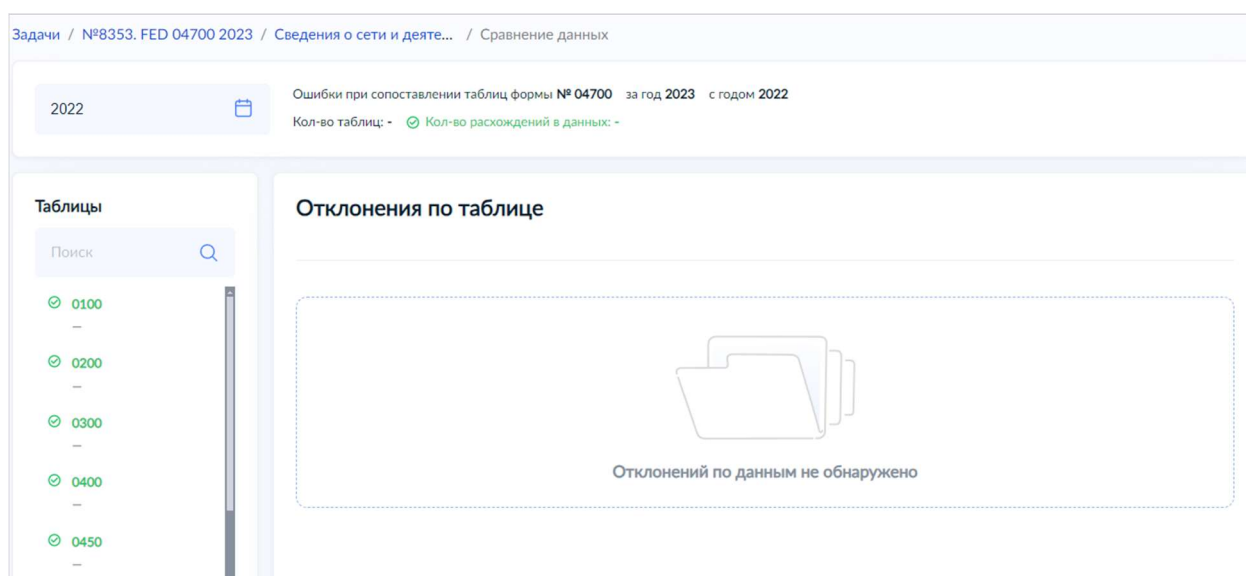 Задачи / №8353. FED 04700 2023 / Сведения о сети и деяте... / Сравнение данных
2022
Ошибки при сопоставлении таблиц формы № 04700 за год 2023 с годом 2022
Кол-во таблиц: - Кол-во расхождений в данных: -
Таблицы
Поиск
0100
–
0200
–
0300
–
0400
–
0450
–
Отклонения по таблице
Отклонений по данным не обнаружено